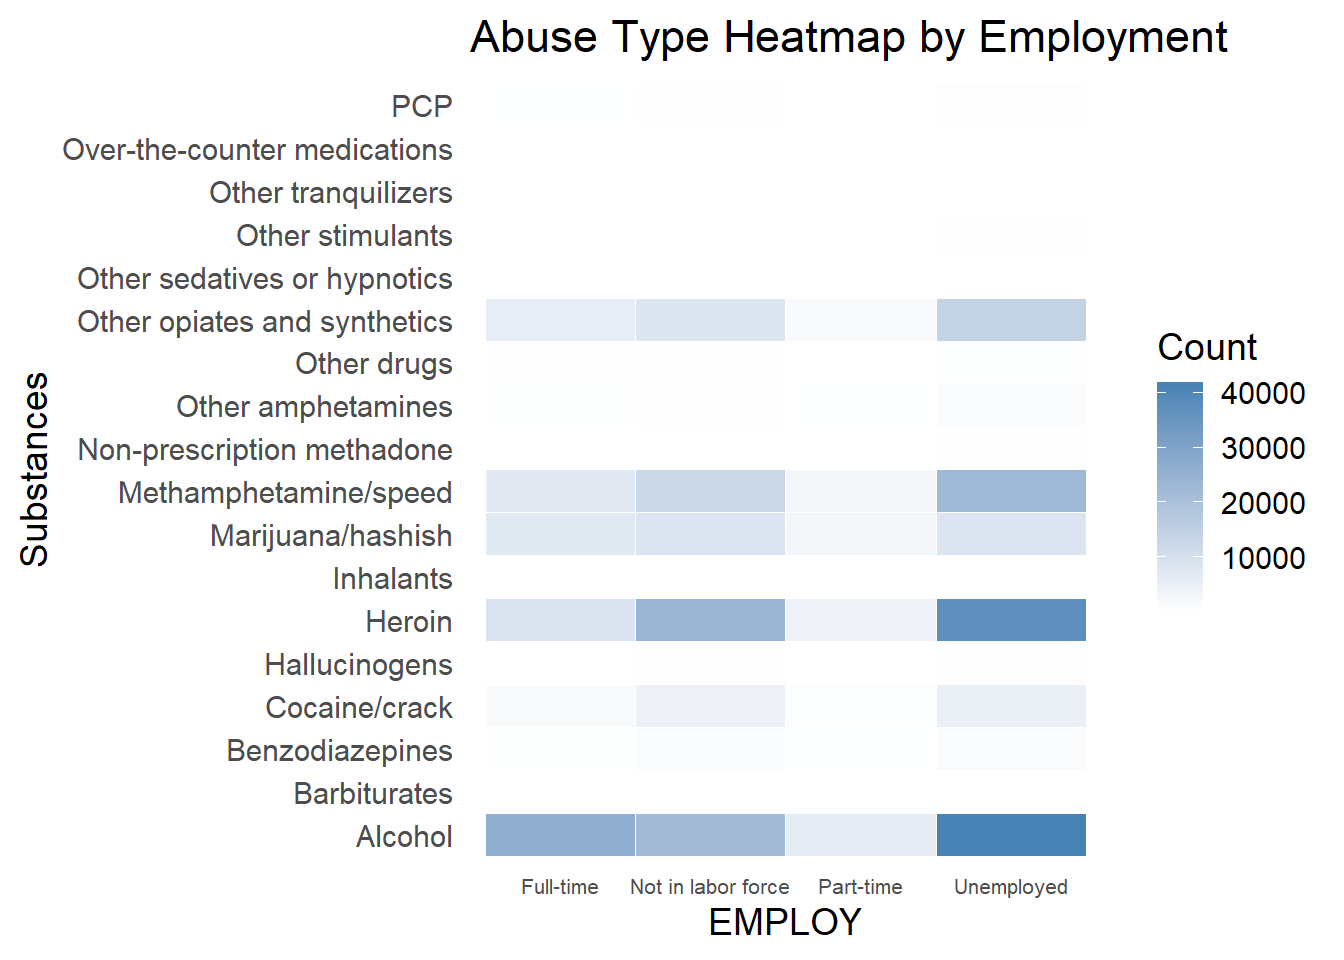 Abuse Type Heatmap by Employment
PCP
Over-the-counter medications
Other tranquilizers
Other stimulants
Other sedatives or hypnotics
Other opiates and synthetics
Other drugs
Other amphetamines
Non-prescription methadone
Methamphetamine/speed
Marijuana/hashish
Inhalants
Heroin
Hallucinogens
Cocaine/crack
Benzodiazepines
Barbiturates
Alcohol
Substances
Full-time Not in labor force Part-time Unemployed
EMPLOY
Count
40000
30000
20000
10000